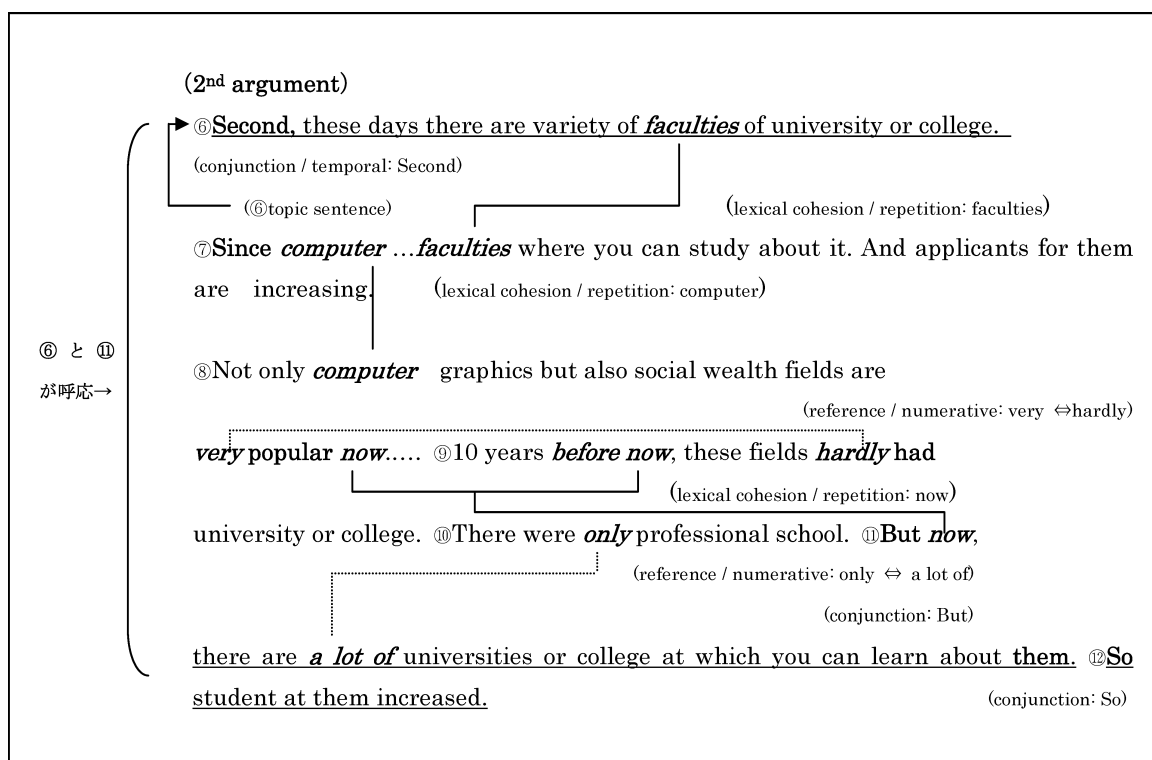 (2nd argument)
⑥Second, these days there are variety of faculties of university or college.
(conjunction / temporal: Second)
(⑥topic sentence)
(lexical cohesion / repetition: faculties)
⑦Since computer …faculties where you can study about it. And applicants for them
are increasing.
(lexical cohesion / repetition: computer)
⑥ と ⑪
が呼応→
⑧Not only computer graphics but also social wealth fields are
(reference / numerative: very ⇔hardly)
very popular now..… ⑨10 years before now, these fields hardly had
(lexical cohesion / repetition: now)
university or college. ⑩There were only professional school. ⑪But now,
(reference / numerative: only ⇔ a lot of)
(conjunction: But)
there are a lot of universities or college at which you can learn about them. ⑫So
student at them increased.
(conjunction: So)